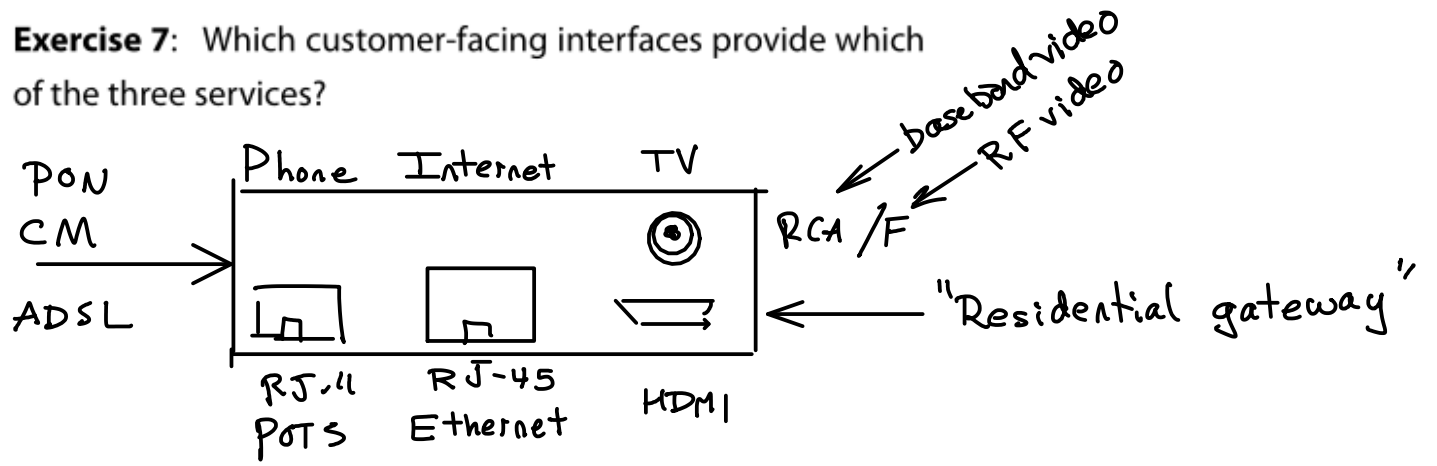 Exercise 7: Which customer-facing interfaces provide which
of the three services?
baseband video
RF video
PON
CM
ADSL
Phone Internet TV
RCA / F
"Residential gateway"
RJ-11 RJ-45 HDMI
POTS Ethernet